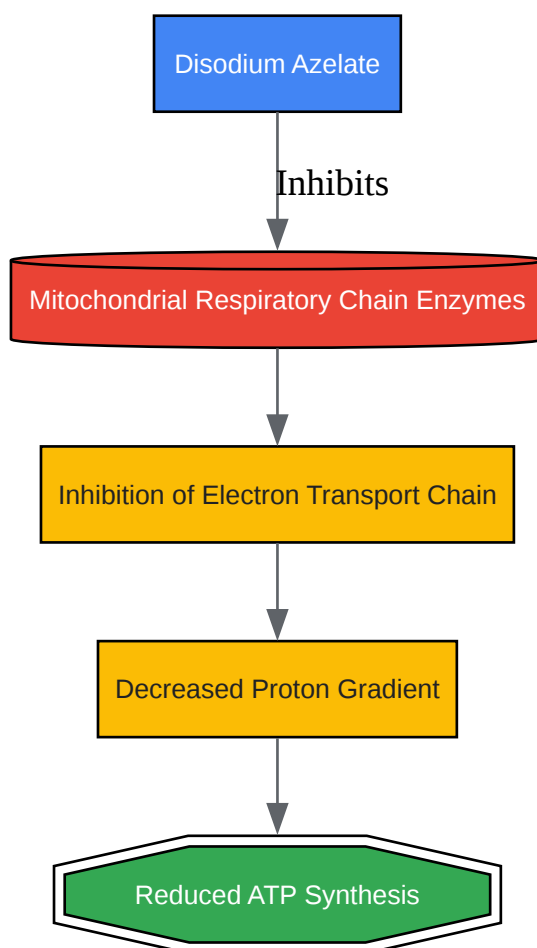 Disodium Azelate
Inhibits
Mitochondrial Respiratory Chain Enzymes
Inhibition of Electron Transport Chain
Decreased Proton Gradient
Reduced ATP Synthesis